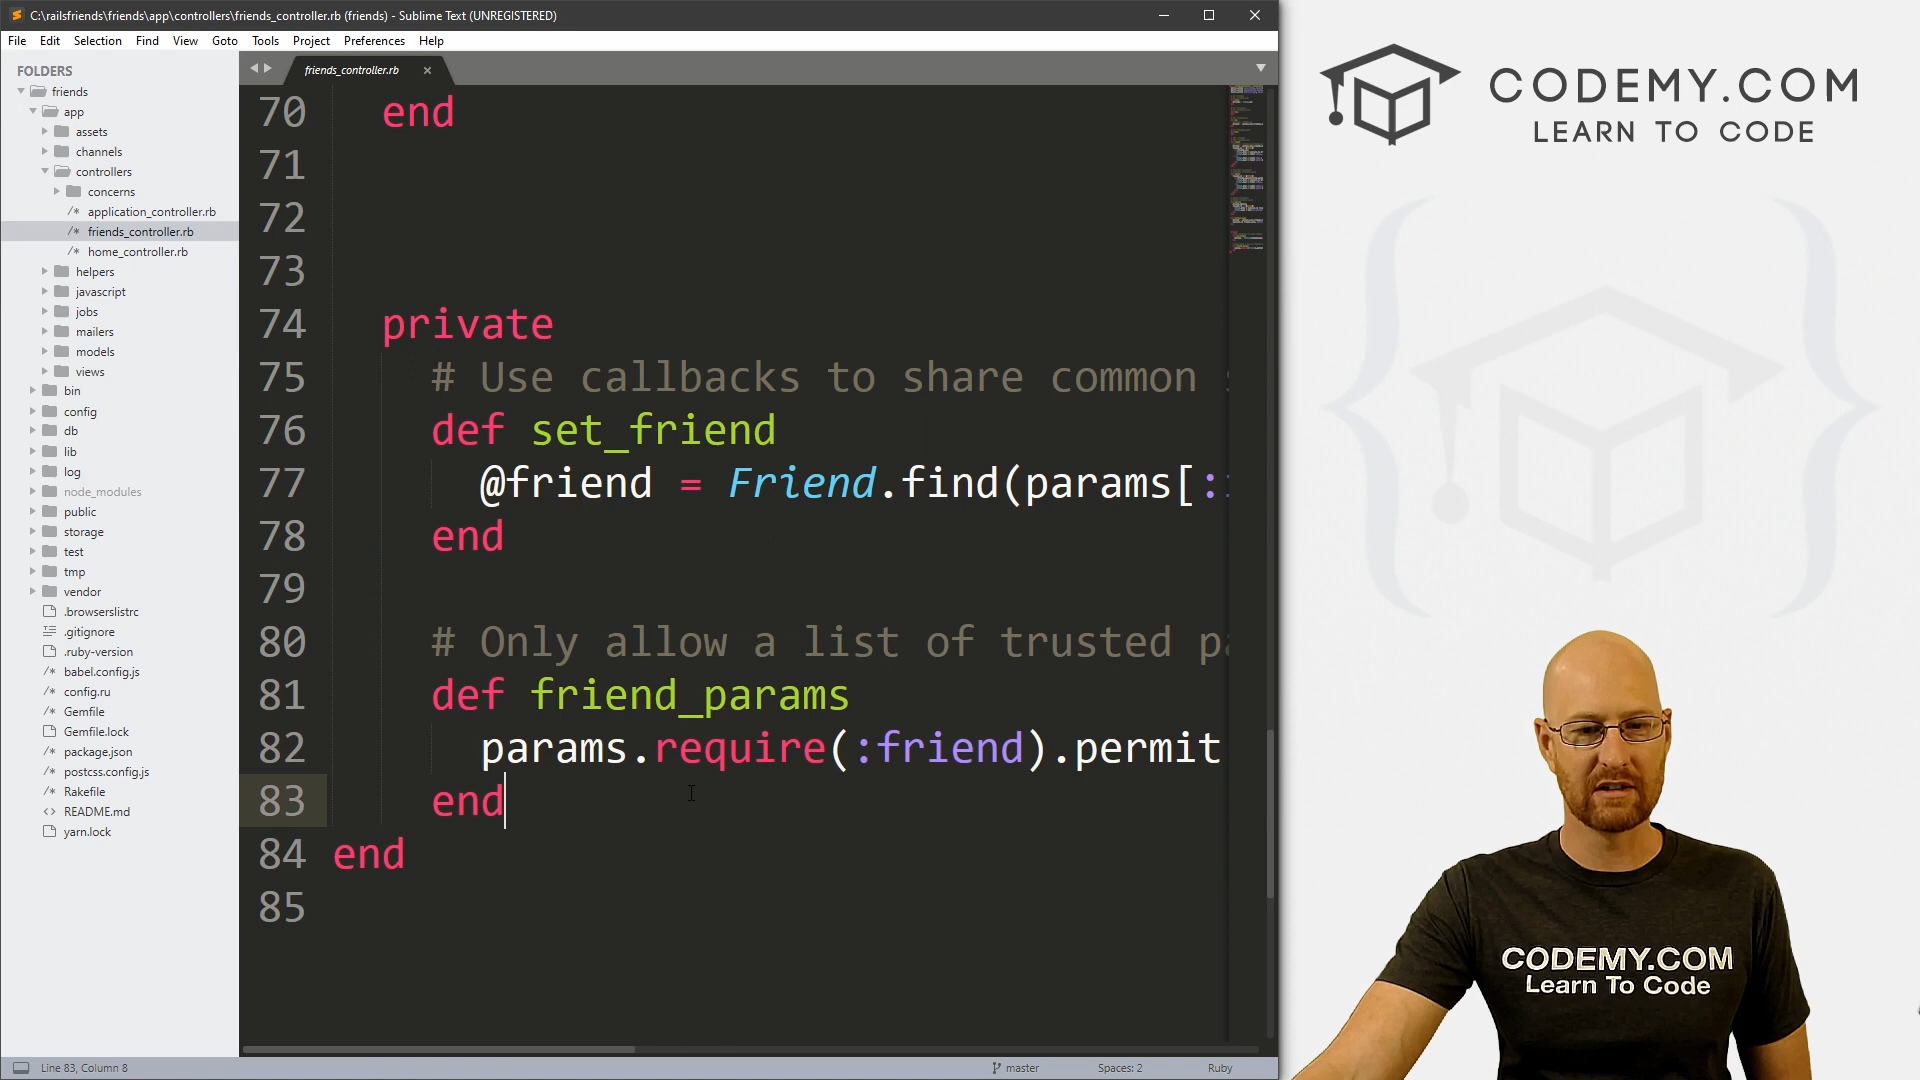 C:\railsfriends\friends\app\controllers\friends_controller.rb (friends) - Sublime Text (UNREGISTERED)
File Edit Selection Find View Goto Tools Project Preferences Help
FOLDERS
friends
app
assets
channels
controllers
concerns
/* application_controller.rb
/* friends_controller.rb
/* home_controller.rb
helpers
javascript
jobs
mailers
models
views
bin
config
db
lib
log
node_modules
public
storage
test
tmp
vendor
.browserslistrc
.gitignore
.ruby-version
/* babel.config.js
/* config.ru
/* Gemfile
Gemfile.lock
/* package.json
/* postcss.config.js
/* Rakefile
<> README.md
yarn.lock
friends_controller.rb
70 end
71
72
73
74 private
75 # Use callbacks to share common
76 def set_friend
77 @friend = Friend.find(params[:
78 end
79
80 # Only allow a list of trusted
81 def friend_params
82 params.require(:friend).permit
83 end
84 end
85
Line 83, Column 8
master
Spaces: 2
Ruby
CODEMY.COM
LEARN TO CODE
CODEMY.COM
Learn To Code